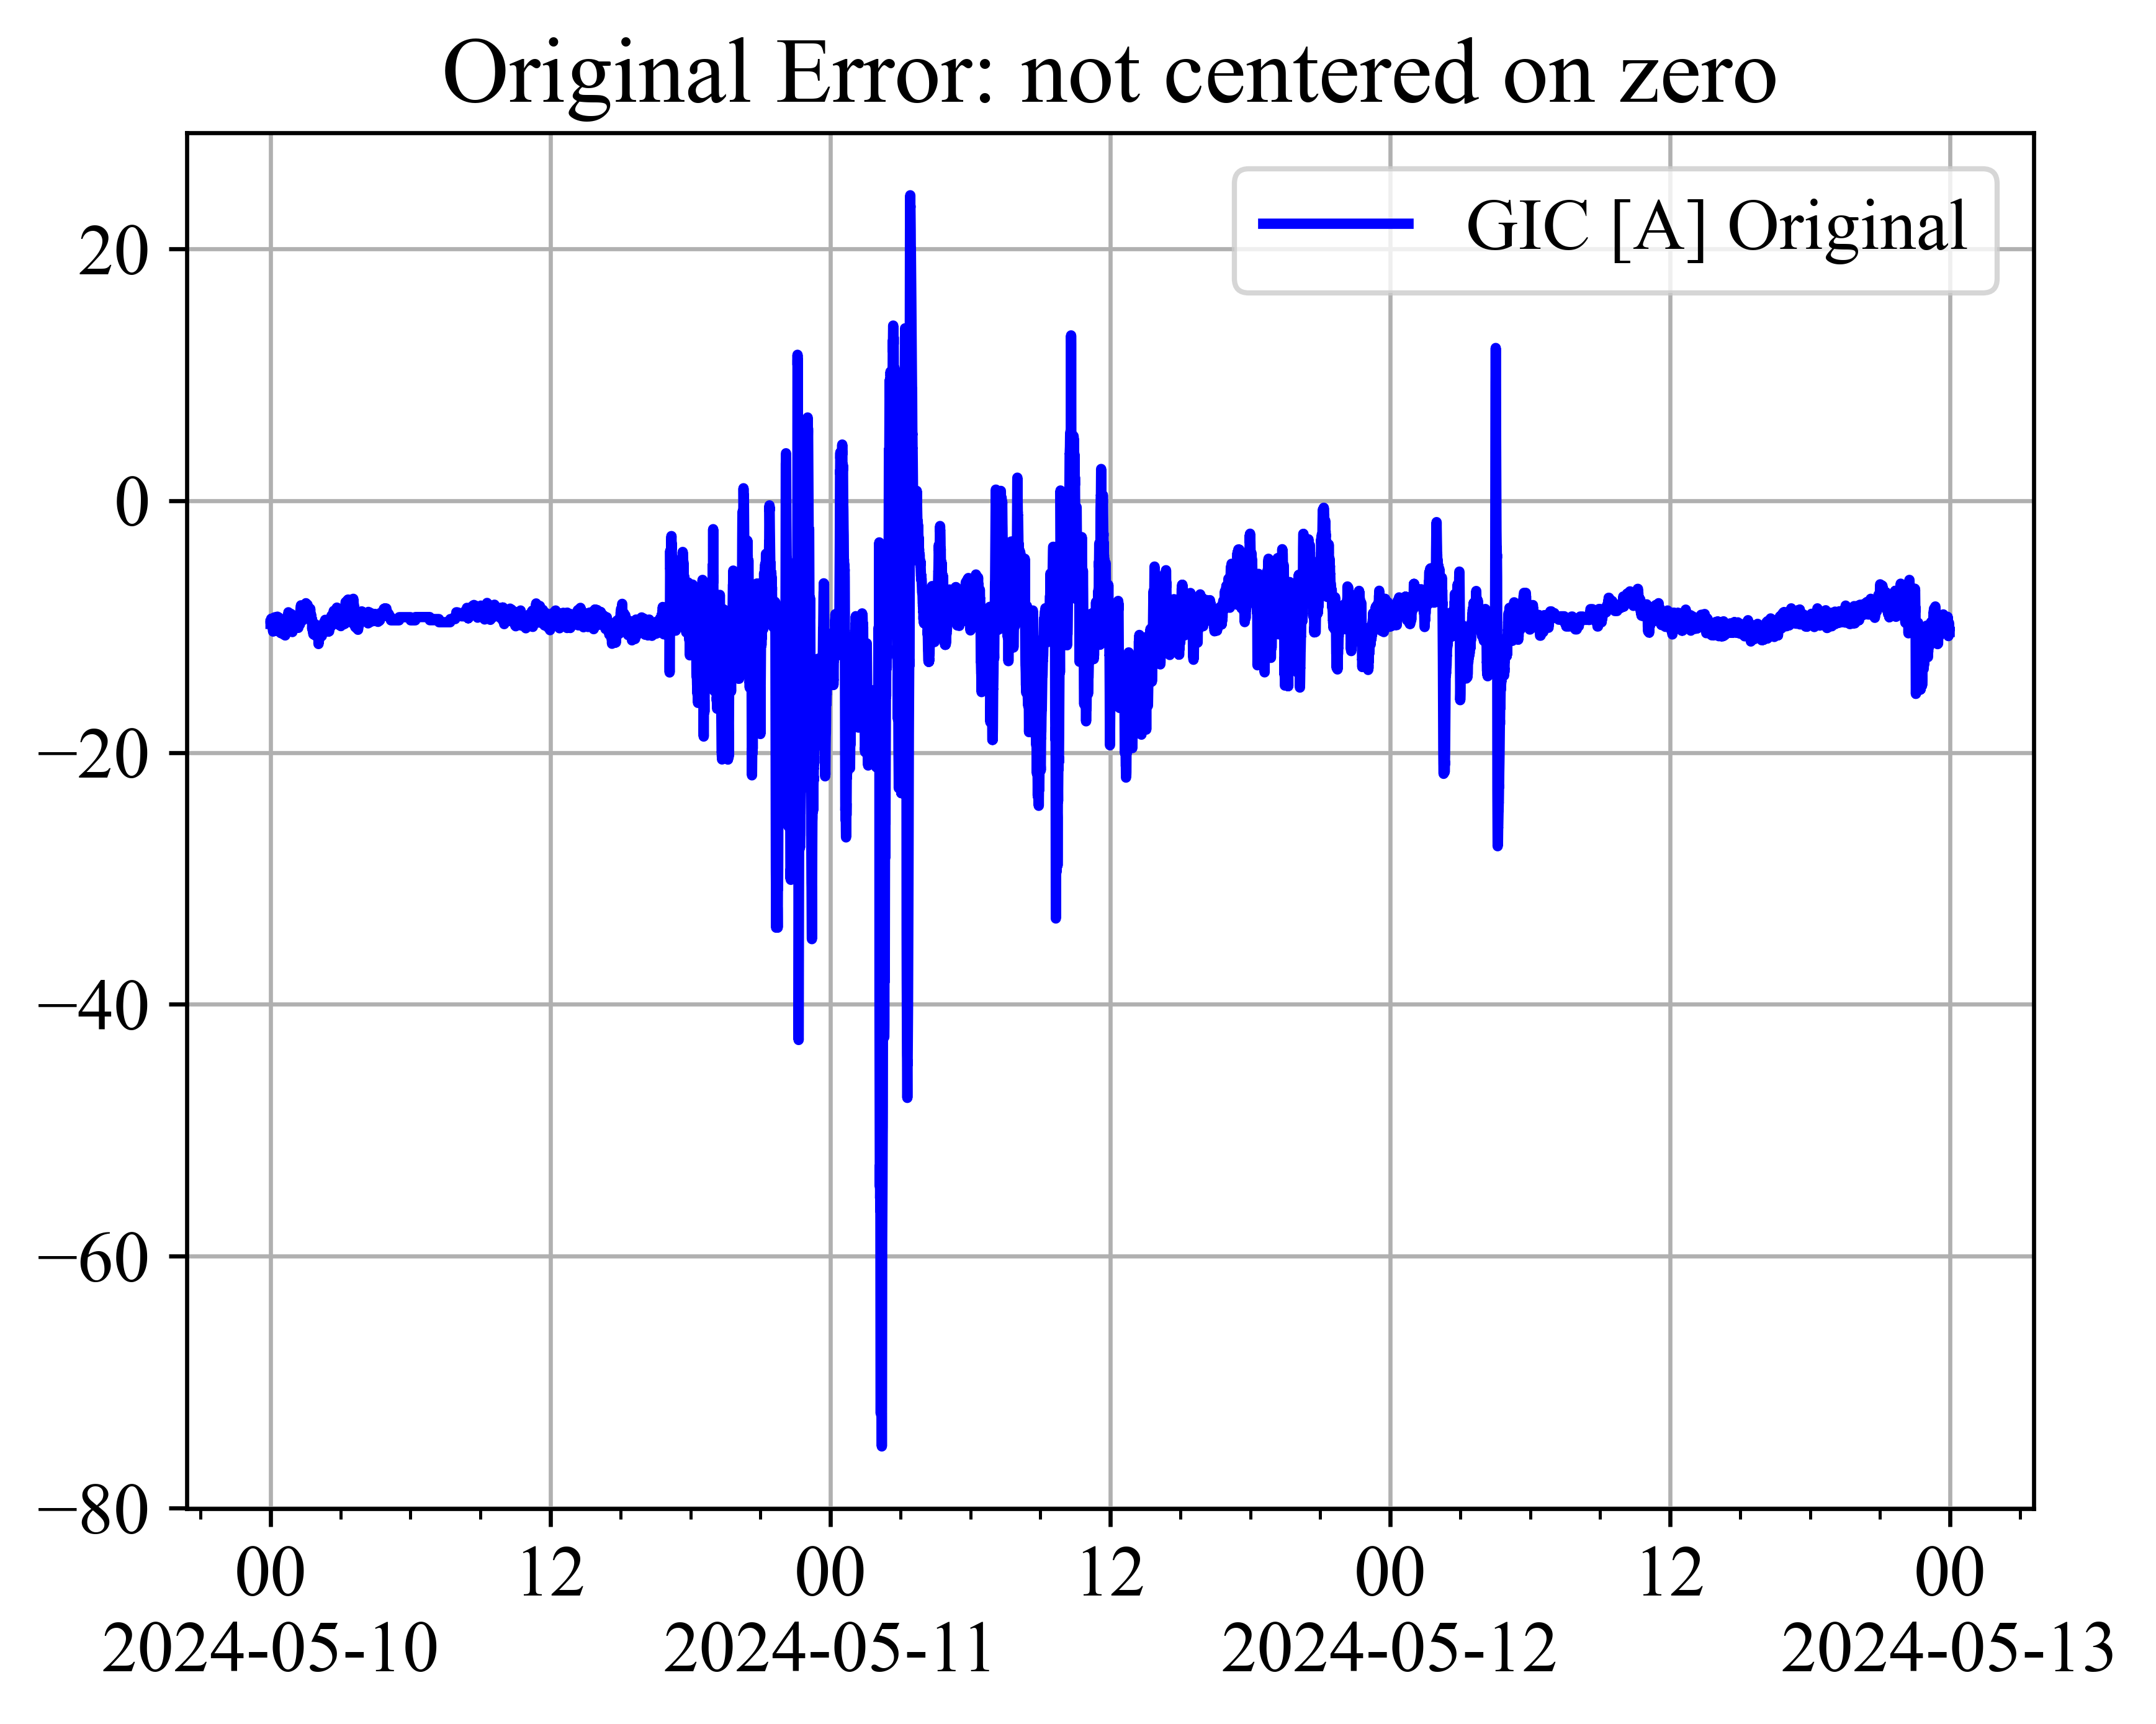 Original Error: not centered on zero
GIC [A] Original
20
0
−20
−40
−60
−80
00 12 00 12 00 12 00
2024-05-10 2024-05-11 2024-05-12 2024-05-13